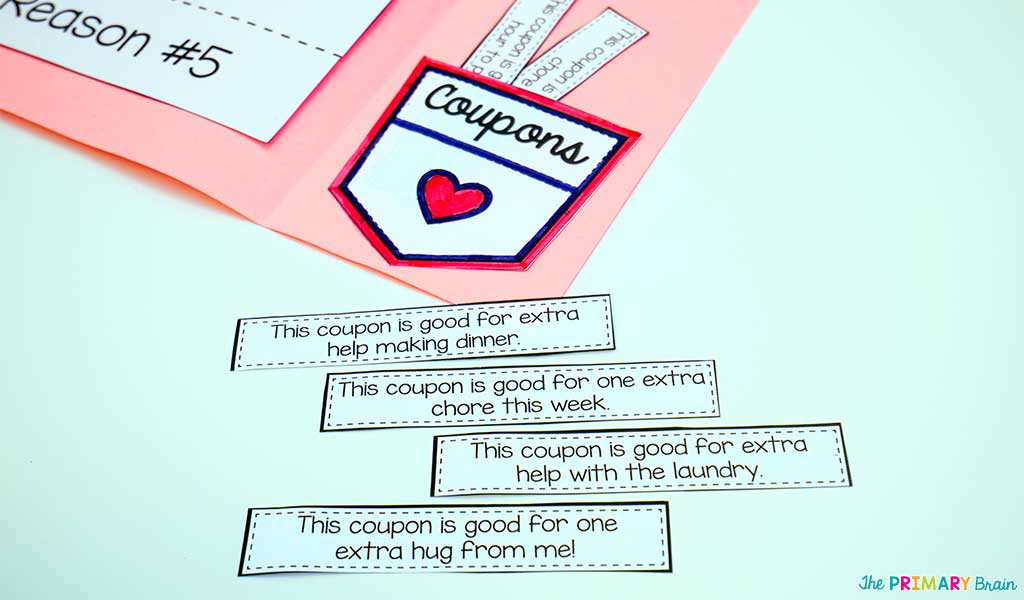 Reason #5
This coupon is g
hour to
This coupon is
chore
Coupons
This coupon is good for extra
help making dinner.
This coupon is good for one extra
chore this week.
This coupon is good for extra
help with the laundry.
This coupon is good for one
extra hug from me!
The PRIMARY Brain